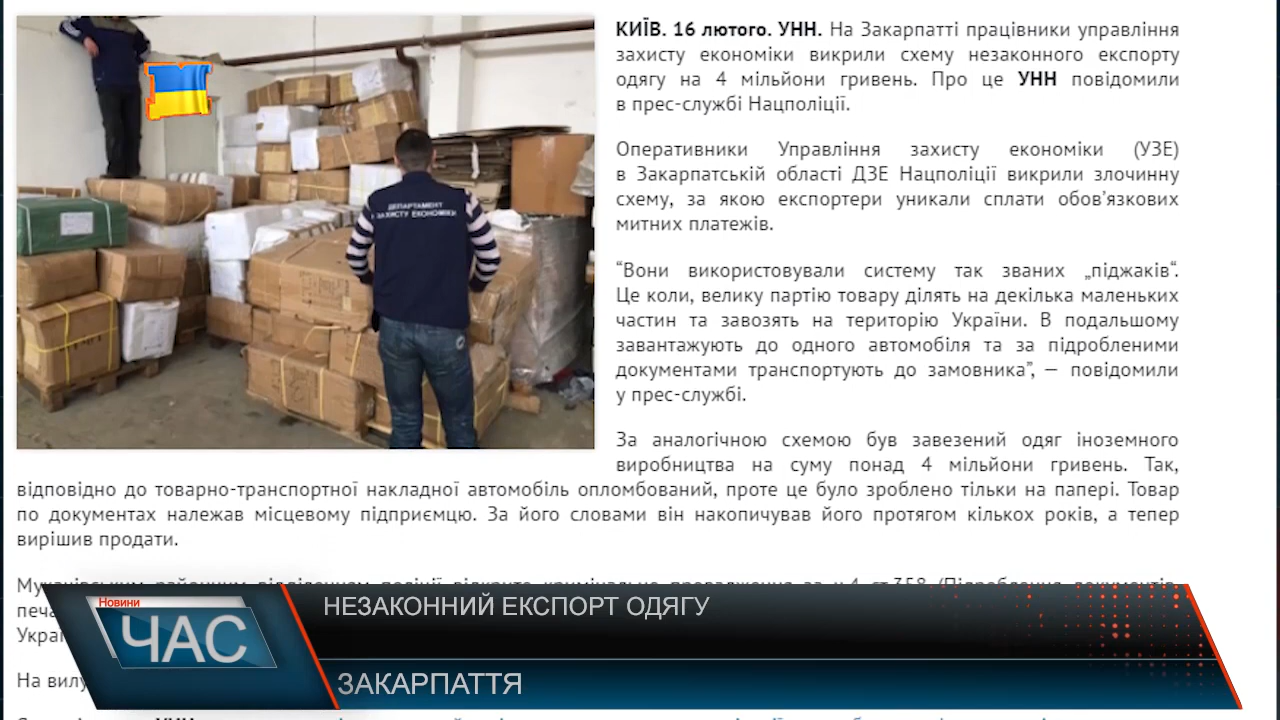 КИЇВ. 16 лютого. УНН. На Закарпатті працівники управління
захисту економіки викрили схему незаконного експорту
одягу на 4 мільйони гривень. Про це УНН повідомили
в прес-службі Нацполіції.
Оперативники Управління захисту економіки (УЗЕ)
в Закарпатській області ДЗЕ Нацполіції викрили злочинну
схему, за якою експортери уникали сплати обов’язкових
митних платежів.
“Вони використовували систему так званих „піджаків“.
Це коли, велику партію товару ділять на декілька маленьких
частин та завозять на територію України. В подальшому
завантажують до одного автомобіля та за підробленими
документами транспортують до замовника”, — повідомили
у прес-службі.
За аналогічною схемою був завезений одяг іноземного
виробництва на суму понад 4 мільйони гривень. Так,
відповідно до товарно-транспортної накладної автомобіль опломбований, проте це було зроблено тільки на папері. Товар
по документах належав місцевому підприємцю. За його словами він накопичував його протягом кількох років, а тепер
вирішив продати.
ДЕПАРТАМЕНТ
ЗАХИСТУ ЕКОНОМІКИ
На
Новини
ЧАС
НЕЗАКОННИЙ ЕКСПОРТ ОДЯГУ
ЗАКАРПАТТЯ